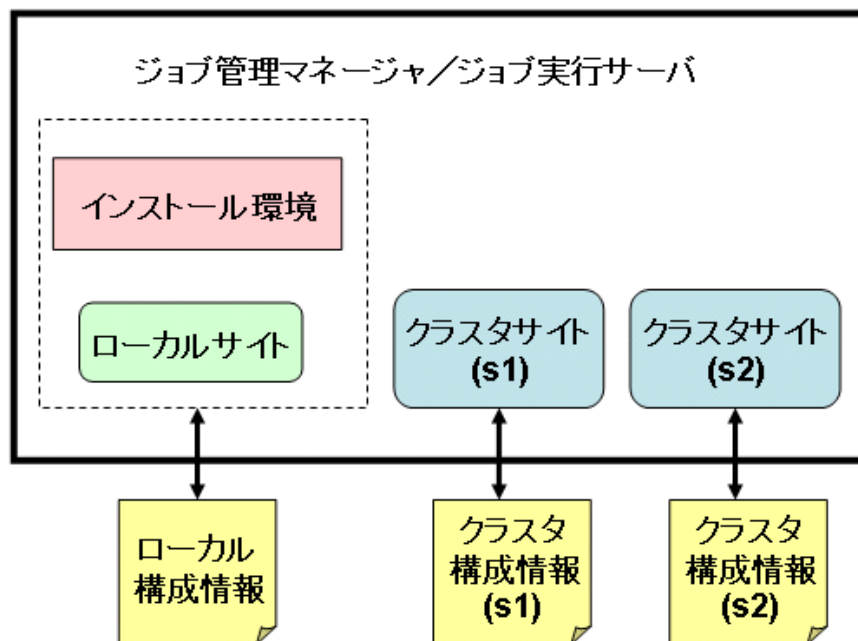 ジョブ管理マネージャ／ジョブ実行サーバ
インストール環境
ローカルサイト
クラスタサイト
(s1)
クラスタサイト
(s2)
ローカル
構成情報
クラスタ
構成情報
(s1)
クラスタ
構成情報
(s2)